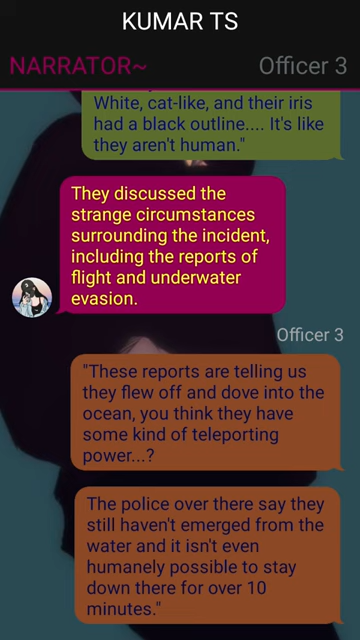 KUMAR TS
NARRATOR~ Officer 3
White, cat-like, and their iris
had a black outline.... It's like
they aren't human."
They discussed the
strange circumstances
surrounding the incident,
including the reports of
flight and underwater
evasion.
Officer 3
"These reports are telling us
they flew off and dove into the
ocean, you think they have
some kind of teleporting
power...?
The police over there say they
still haven't emerged from the
water and it isn't even
humanely possible to stay
down there for over 10
minutes."